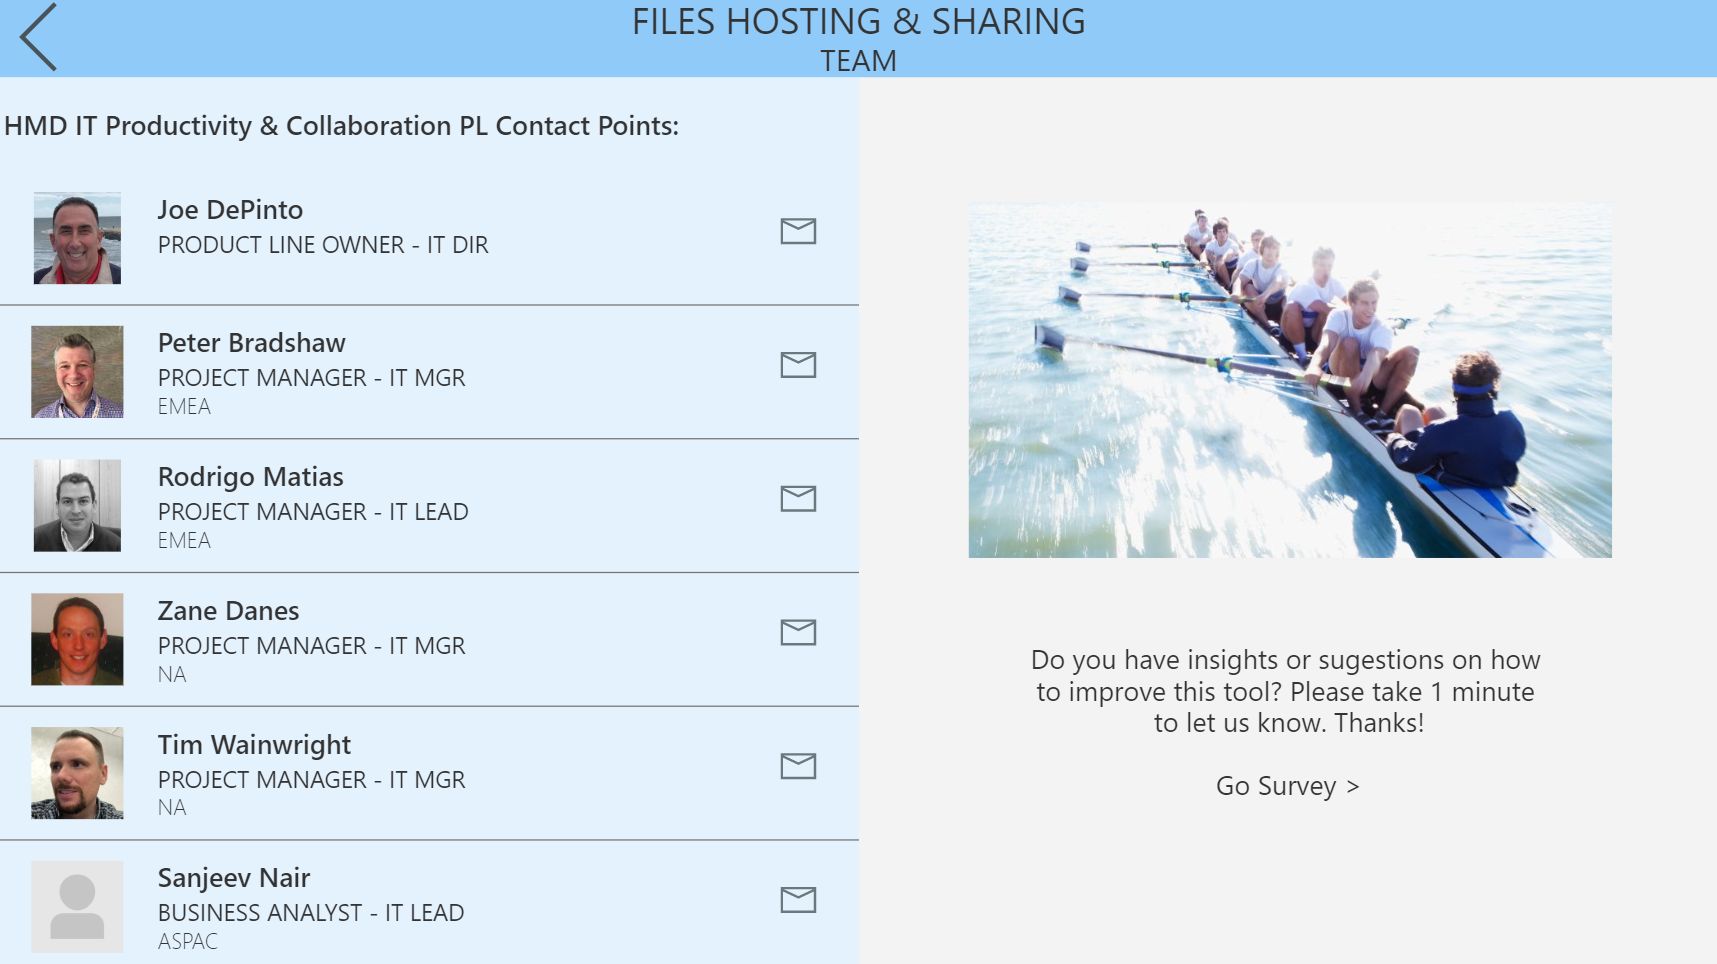 FILES HOSTING & SHARING
TEAM
HMD IT Productivity & Collaboration PL Contact Points:
Joe DePinto
PRODUCT LINE OWNER - IT DIR
Peter Bradshaw
PROJECT MANAGER - IT MGR
EMEA
Rodrigo Matias
PROJECT MANAGER - IT LEAD
EMEA
Zane Danes
PROJECT MANAGER - IT MGR
NA
Tim Wainwright
PROJECT MANAGER - IT MGR
NA
Sanjeev Nair
BUSINESS ANALYST - IT LEAD
ASPAC
Do you have insights or sugestions on how
to improve this tool? Please take 1 minute
to let us know. Thanks!
Go Survey >